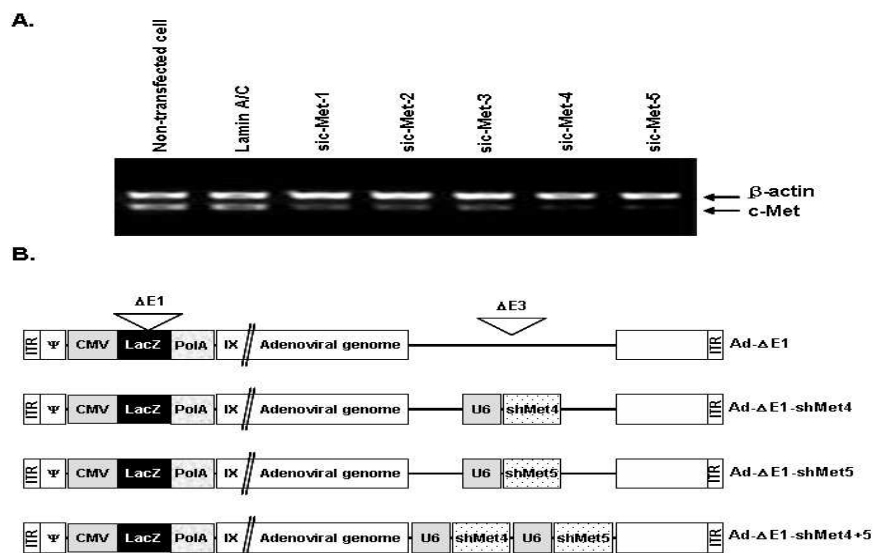 A.
Non-transfected cell
Lamin A/C
sic-Met-1
sic-Met-2
sic-Met-3
sic-Met-4
sic-Met-5
β-actin
c-Met
B.
ΔE1
ΔE3
ITR Ψ CMV LacZ PolA IX Adenoviral genome ITR Ad-ΔE1
ITR Ψ CMV LacZ PolA IX Adenoviral genome U6 shMet4 ITR Ad-ΔE1-shMet4
ITR Ψ CMV LacZ PolA IX Adenoviral genome U6 shMet5 ITR Ad-ΔE1-shMet5
ITR Ψ CMV LacZ PolA IX Adenoviral genome U6 shMet4 U6 shMet5 ITR Ad-ΔE1-shMet4+5